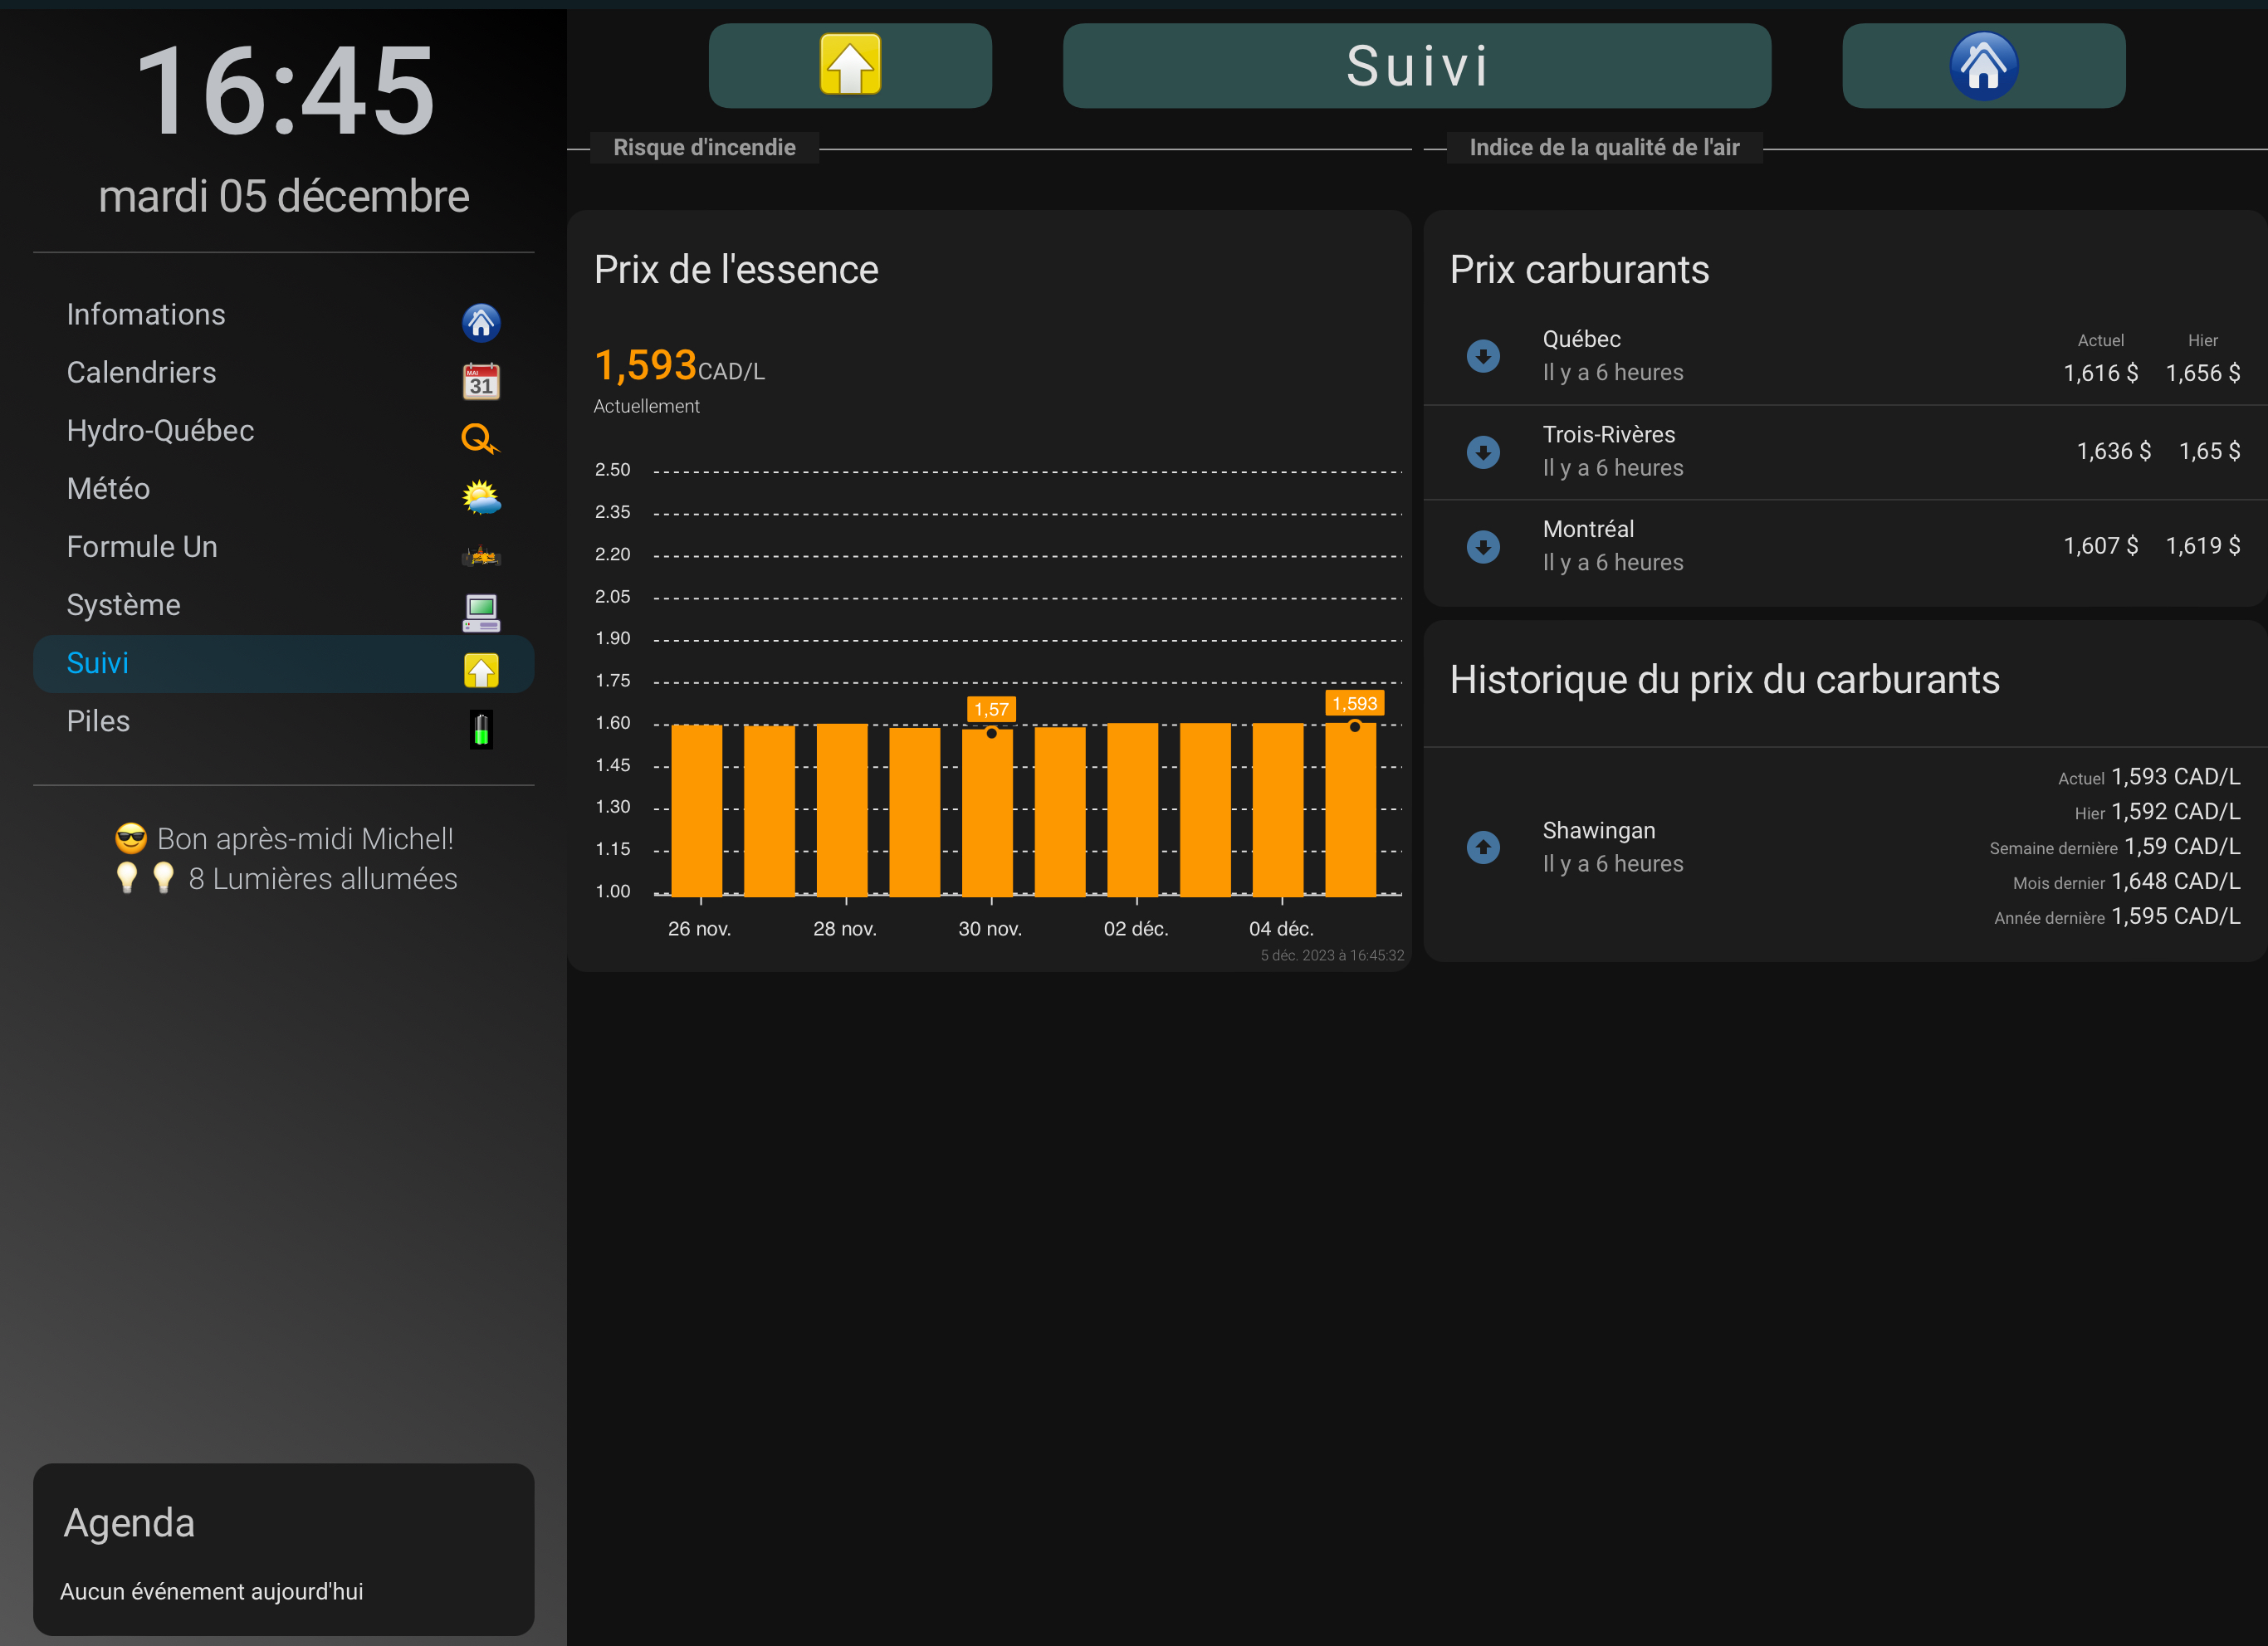 16:45
mardi 05 décembre
Infomations
Calendriers
MAI
31
Hydro-Québec
Météo
Formule Un
Système
Suivi
Piles
😎 Bon après-midi Michel!
💡 💡 8 Lumières allumées
Agenda
Aucun événement aujourd'hui
Suivi
Risque d'incendie
Indice de la qualité de l'air
Prix de l'essence
1,593CAD/L
Actuellement
2.50
2.35
2.20
2.05
1.90
1.75
1.60
1.45
1.30
1.15
1.00
1,57
1,593
26 nov. 28 nov. 30 nov. 02 déc. 04 déc.
5 déc. 2023 à 16:45:32
Prix carburants
Actuel Hier
Québec
Il y a 6 heures
1,616 $ 1,656 $
Trois-Rivères
Il y a 6 heures
1,636 $ 1,65 $
Montréal
Il y a 6 heures
1,607 $ 1,619 $
Historique du prix du carburants
Shawingan
Il y a 6 heures
Actuel 1,593 CAD/L
Hier 1,592 CAD/L
Semaine dernière 1,59 CAD/L
Mois dernier 1,648 CAD/L
Année dernière 1,595 CAD/L